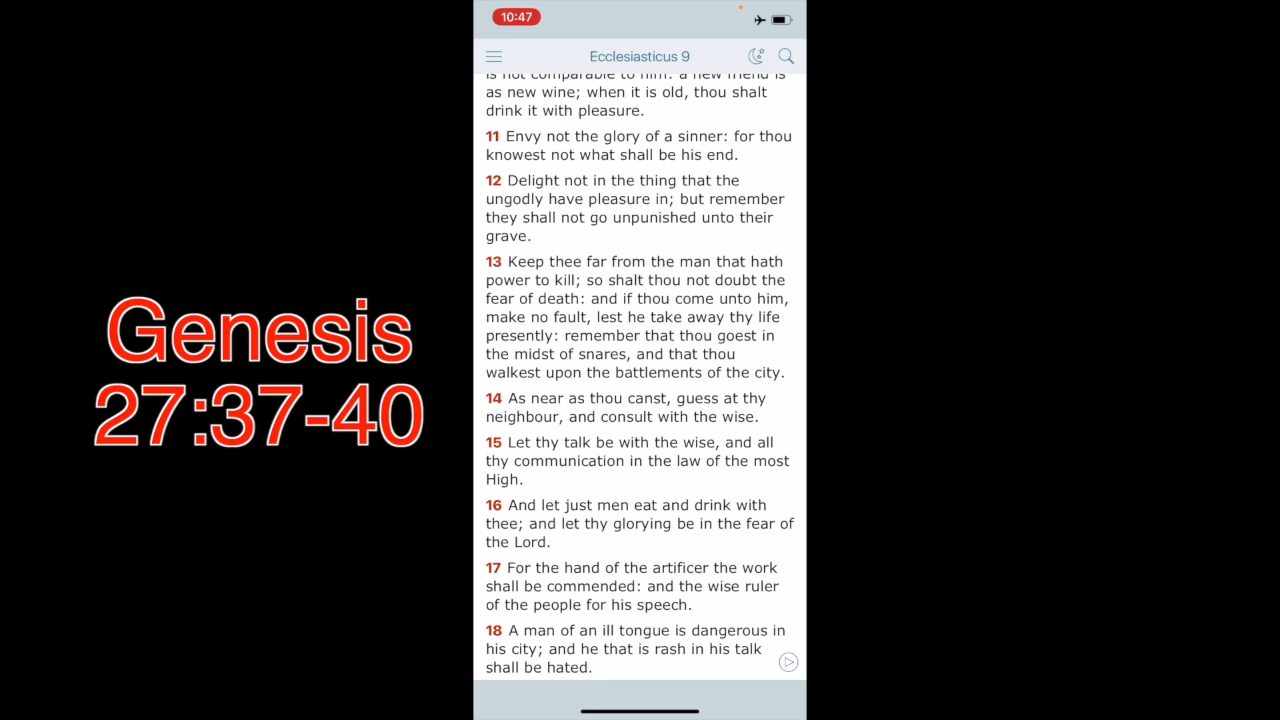 Genesis
27:37-40
10:47
Ecclesiasticus 9
is not comparable to him: a new friend is
as new wine; when it is old, thou shalt
drink it with pleasure.
11 Envy not the glory of a sinner: for thou
knowest not what shall be his end.
12 Delight not in the thing that the
ungodly have pleasure in; but remember
they shall not go unpunished unto their
grave.
13 Keep thee far from the man that hath
power to kill; so shalt thou not doubt the
fear of death: and if thou come unto him,
make no fault, lest he take away thy life
presently: remember that thou goest in
the midst of snares, and that thou
walkest upon the battlements of the city.
14 As near as thou canst, guess at thy
neighbour, and consult with the wise.
15 Let thy talk be with the wise, and all
thy communication in the law of the most
High.
16 And let just men eat and drink with
thee; and let thy glorying be in the fear of
the Lord.
17 For the hand of the artificer the work
shall be commended: and the wise ruler
of the people for his speech.
18 A man of an ill tongue is dangerous in
his city; and he that is rash in his talk
shall be hated.